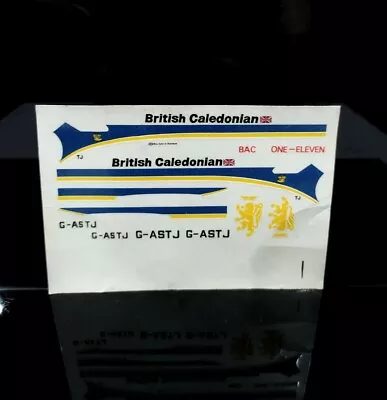 British Caledonian
TJ
BAC ONE-ELEVEN
British Caledonian
TJ
G-ASTJ G-ASTJ G-ASTJ G-ASTJ